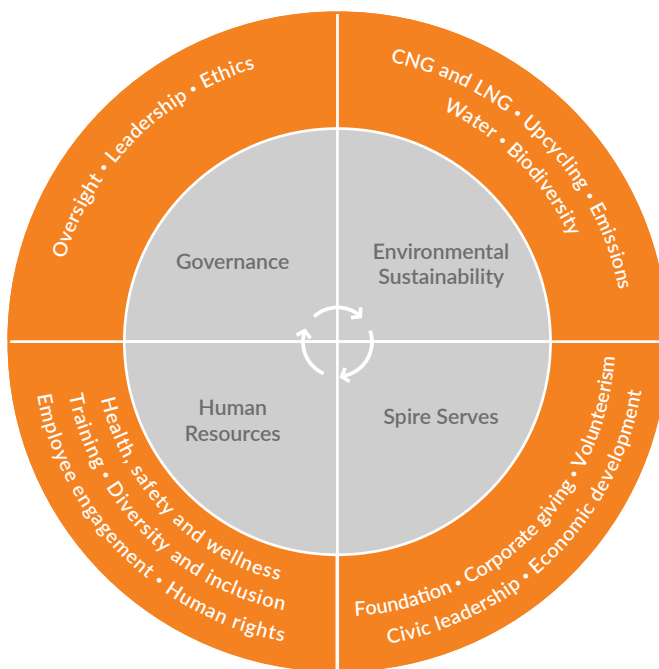 Oversight • Leadership • Ethics
Governance
CNG and LNG • Upcycling • Emissions
Water • Biodiversity
Environmental
Sustainability
Human
Resources
Health, safety and wellness
Training • Diversity and inclusion
Employee engagement • Human rights
Spire Serves
Foundation • Corporate giving • Volunteerism
Civic leadership • Economic development